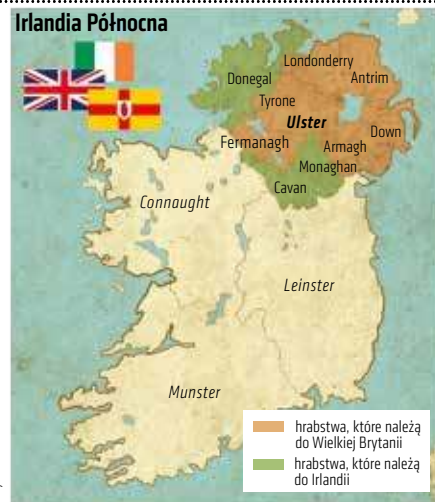 Irlandia Północna
Londonderry
Donegal
Antrim
Tyrone
Ulster
Down
Fermanagh
Armagh
Monaghan
Cavan
Connaught
Leinster
Munster
hrabstwa, które należą
do Wielkiej Brytanii
hrabstwa, które należą
do Irlandii